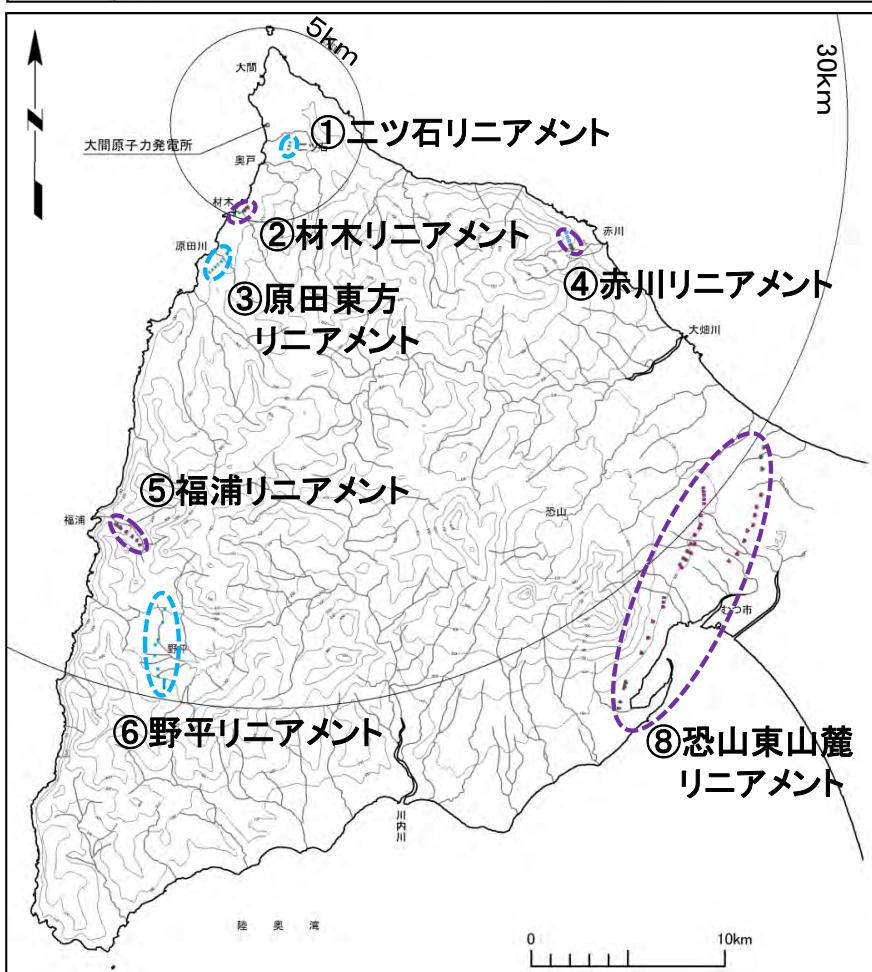 5km
30km
大間
①二ツ石リニアメント
大間原子力発電所
二ツ石
奥戸
材木
②材木リニアメント
赤川
原田川
④赤川リニアメント
③原田東方
リニアメント
大畑川
⑤福浦リニアメント
福浦
恐山
むつ市
野平
⑥野平リニアメント
⑧恐山東山麓
リニアメント
川内川
陸奥湾
0
10km
N